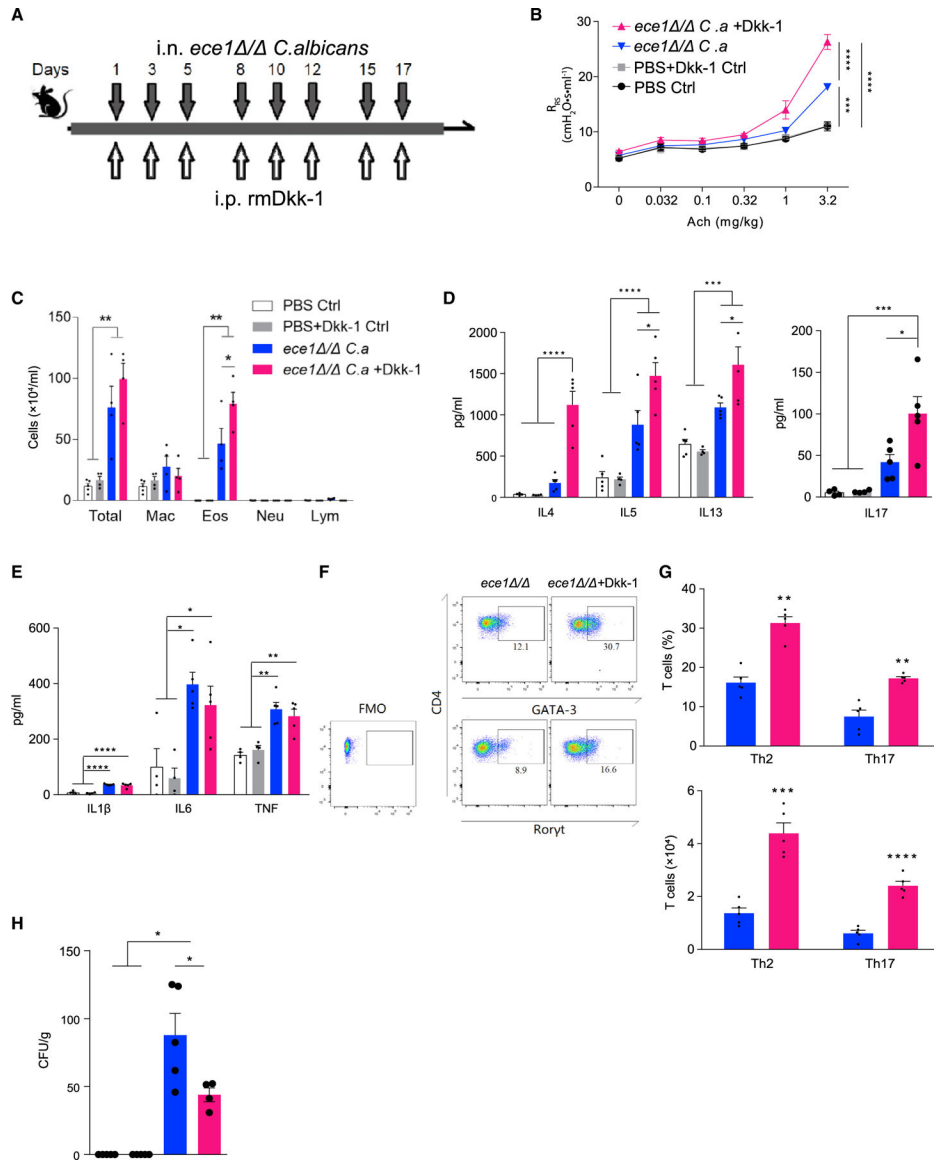 A
i.n. ece1Δ/Δ C.albicans
Days 1 3 5 8 10 12 15 17
i.p. rmDkk-1
B
ece1Δ/Δ C .a +Dkk-1
ece1Δ/Δ C .a
PBS+Dkk-1 Ctrl
PBS Ctrl
R_RS
(cmH₂O•s•ml⁻¹)
30
20
10
0
0 0.032 0.1 0.32 1 3.2
Ach (mg/kg)
****
***
****
C
PBS Ctrl
PBS+Dkk-1 Ctrl
ece1Δ/Δ C.a
ece1Δ/Δ C.a +Dkk-1
Cells (×10⁴/ml)
150
100
50
0
** ** *
Total Mac Eos Neu Lym
D
pg/ml
2000
1500
1000
500
0
**** **** * *** *
IL4 IL5 IL13
pg/ml
200
150
100
50
0
*** *
IL17
E
pg/ml
600
400
200
0
**** **** * * ** **
IL1β IL6 TNF
F
ece1Δ/Δ ece1Δ/Δ+Dkk-1
12.1 30.7
GATA-3
CD4
FMO
8.9 16.6
Rorγt
G
T cells (%)
40
30
20
10
0
** **
Th2 Th17
T cells (×10⁴)
6
4
2
0
*** ****
Th2 Th17
H
CFU/g
150
100
50
0
* *